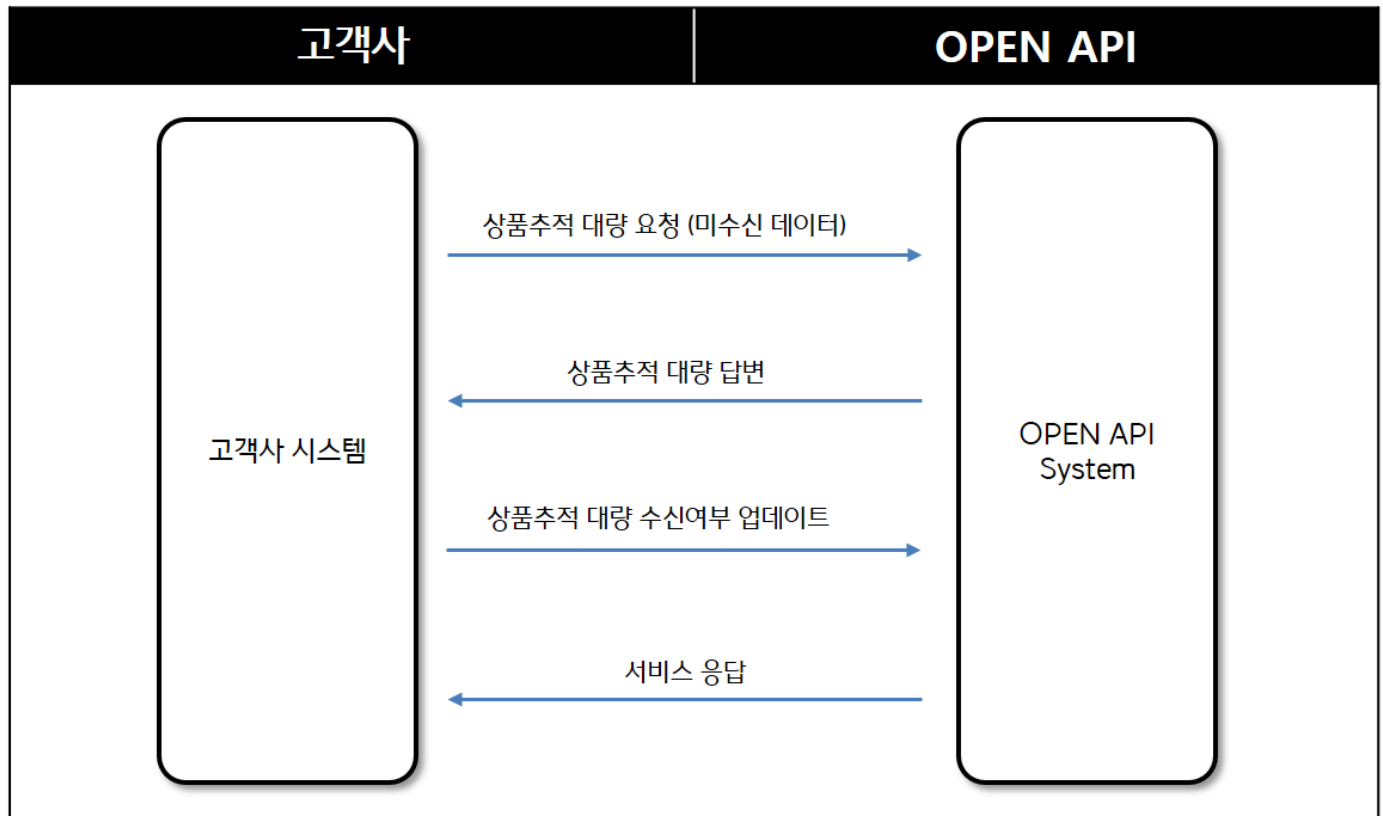 고객사
OPEN API
상품추적 대량 요청 (미수신 데이터)
상품추적 대량 답변
고객사 시스템
OPEN API
System
상품추적 대량 수신여부 업데이트
서비스 응답